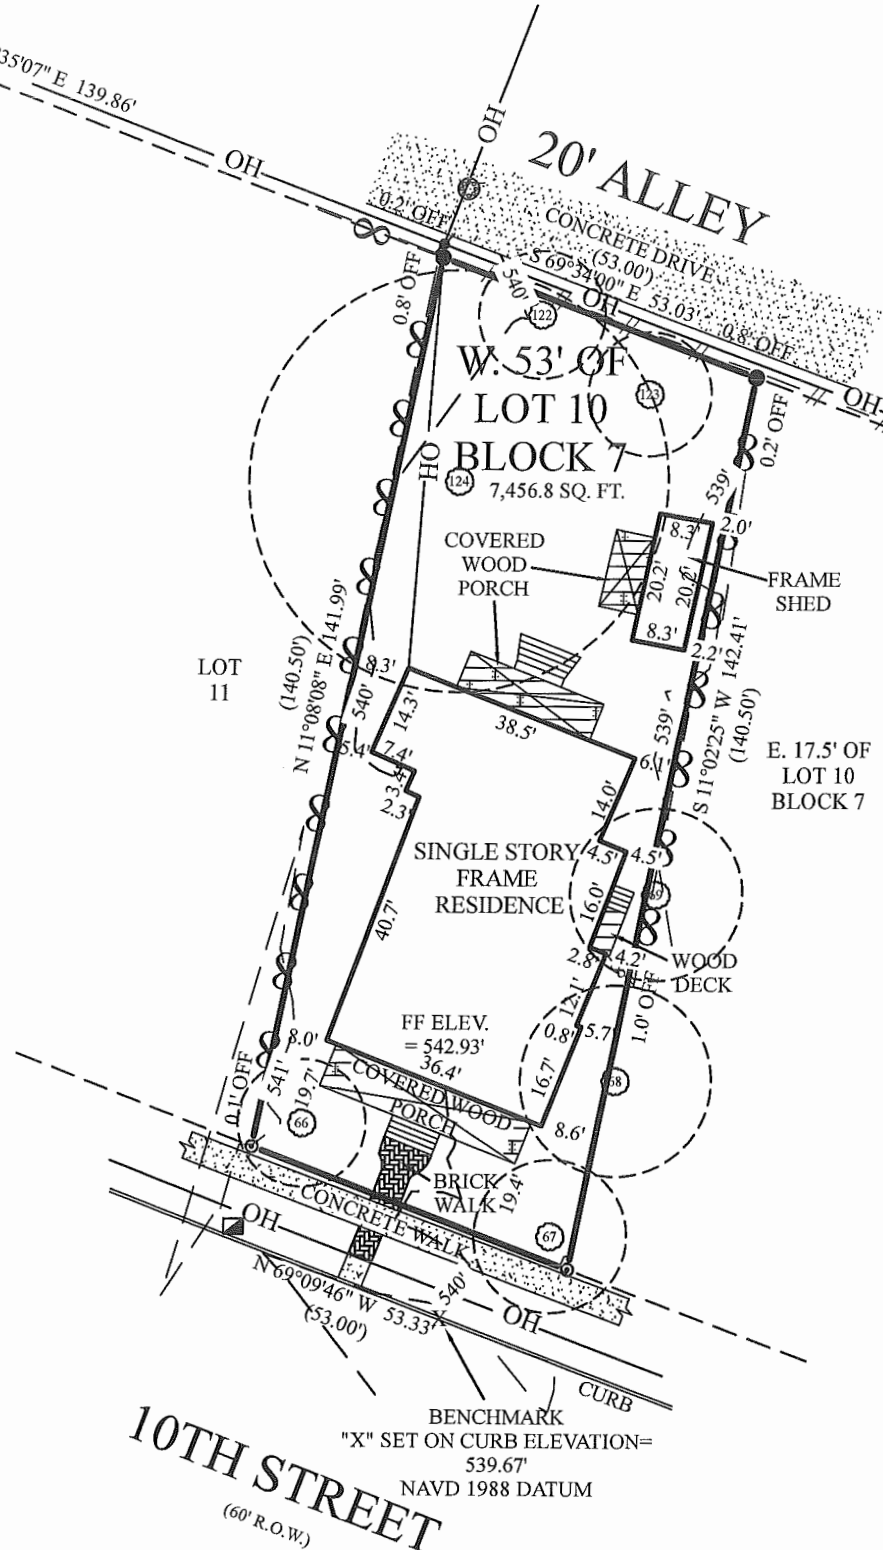 35'07" E 139.86'
OH
OH
20' ALLEY
0.2' OFF
CONCRETE DRIVE
(53.00')
S 69°34'00" E 53.03'
OH
0.8' OFF
OH
0.8' OFF
540'
122
123
W. 53' OF
LOT 10
BLOCK 7
7,456.8 SQ. FT.
124
OH
0.2' OFF
539'
2.0'
8.3'
20.2'
20.2'
8.3'
2.2'
COVERED
WOOD
PORCH
FRAME
SHED
LOT
11
N 11°08'08" E 141.99'
(140.50')
S 11°02'25" W 142.41'
(140.50')
E. 17.5' OF
LOT 10
BLOCK 7
8.3'
540'
14.3'
38.5'
539'
6.1'
5.4'
7.4'
3.4'
2.3'
14.0'
SINGLE STORY
FRAME
RESIDENCE
4.5'
4.5'
16.0'
69
40.7'
2.8'
4.2'
WOOD
DECK
12.1'
1.0' OFF
FF ELEV.
= 542.93'
0.8'
5.7'
36.4'
16.7'
68
8.0'
COVERED WOOD
PORCH
541'
19.7'
0.1' OFF
66
8.6'
BRICK
WALK
19.4'
67
CONCRETE WALK
OH
N 69°09'46" W 53.33'
(53.00')
540'
X
OH
CURB
BENCHMARK
"X" SET ON CURB ELEVATION=
539.67'
NAVD 1988 DATUM
10TH STREET
(60' R.O.W.)